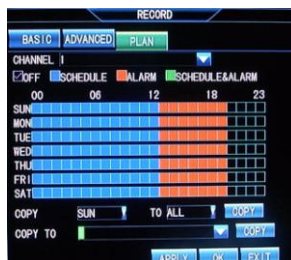 RECORD
BASIC ADVANCED PLAN
CHANNEL 1
OFF SCHEDULE ALARM SCHEDULE&ALARM
00 06 12 18 23
SUN
MON
TUE
WED
THU
FRI
SAT
COPY SUN TO ALL COPY
COPY TO COPY
APPLY OK EXIT